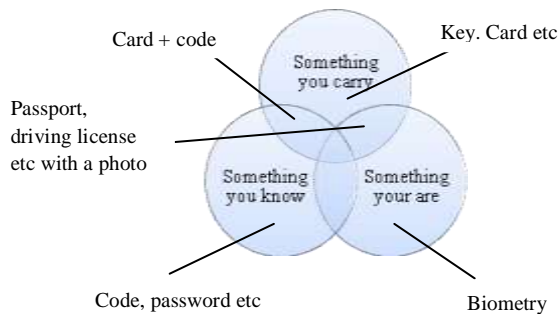 Card + code
Key. Card etc
Something
you carry
Passport,
driving license
etc with a photo
Something
you know
Something
your are
Code, password etc
Biometry